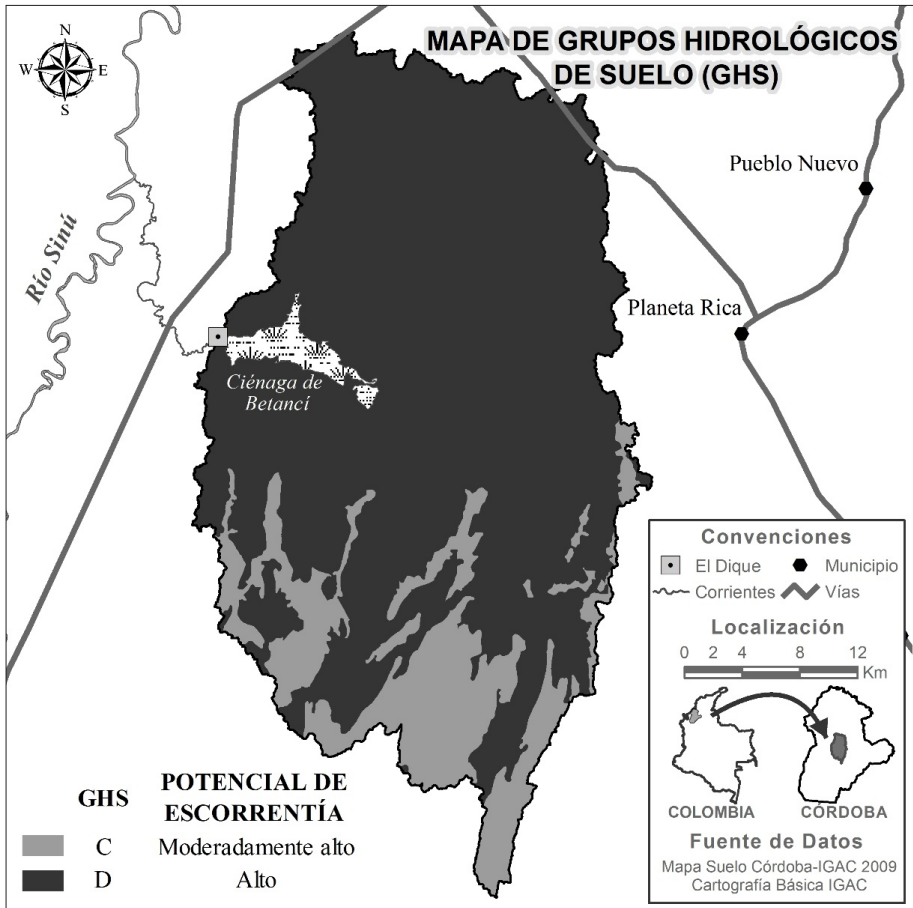 MAPA DE GRUPOS HIDROLÓGICOS
DE SUELO (GHS)
N
W E
S
Pueblo Nuevo
Río Sinú
Planeta Rica
Ciénaga de
Betancí
Convenciones
El Dique Municipio
Corrientes Vías
Localización
0 2 4 8 12
Km
COLOMBIA CÓRDOBA
Fuente de Datos
Mapa Suelo Córdoba-IGAC 2009
Cartografía Básica IGAC
GHS POTENCIAL DE
ESCORRENTÍA
C Moderadamente alto
D Alto